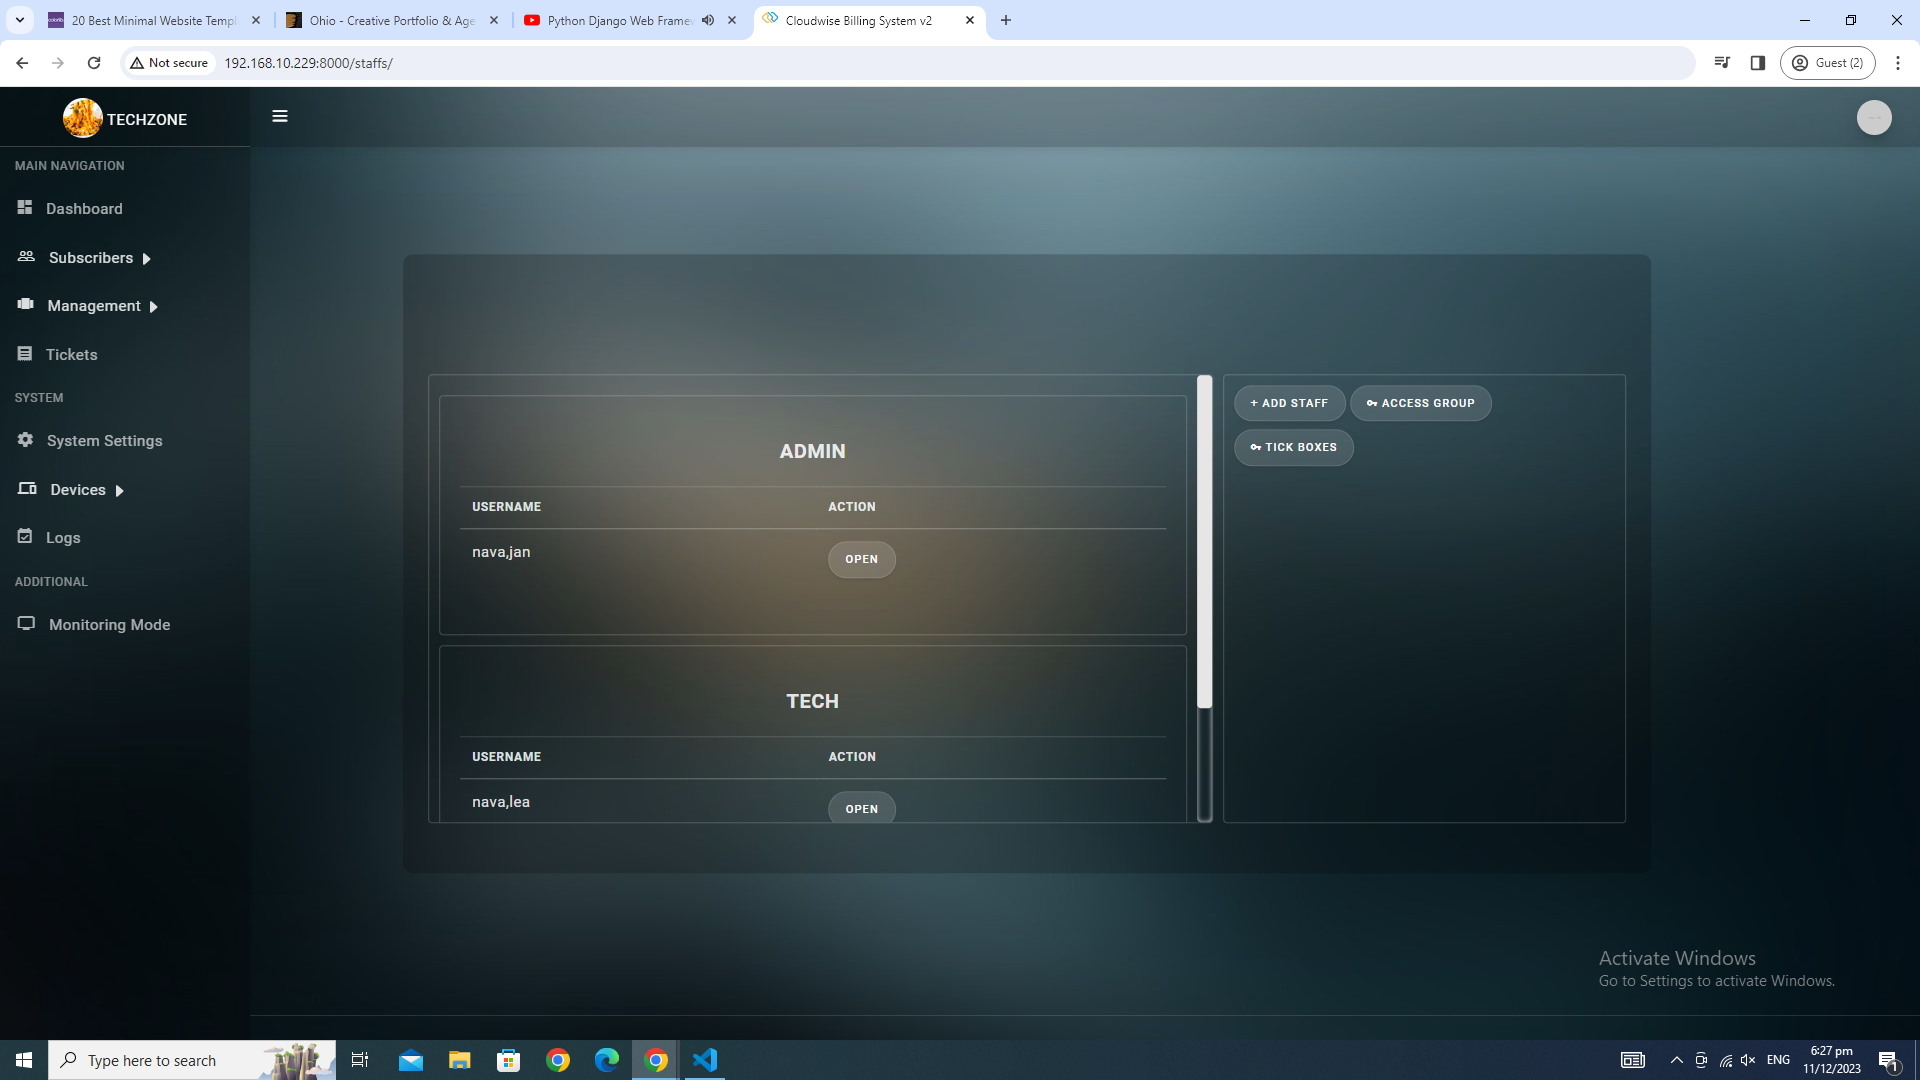 20 Best Minimal Website Templ
Ohio - Creative Portfolio & Age
Python Django Web Framew
Cloudwise Billing System v2
Not secure
192.168.10.229:8000/staffs/
Guest (2)
TECHZONE
MAIN NAVIGATION
Dashboard
Subscribers
Management
Tickets
SYSTEM
System Settings
Devices
Logs
ADDITIONAL
Monitoring Mode
ADMIN
USERNAME ACTION
nava,jan OPEN
TECH
USERNAME ACTION
nava,lea OPEN
+ ADD STAFF ACCESS GROUP
TICK BOXES
Activate Windows
Go to Settings to activate Windows.
Type here to search
ENG
6:27 pm
11/12/2023
1